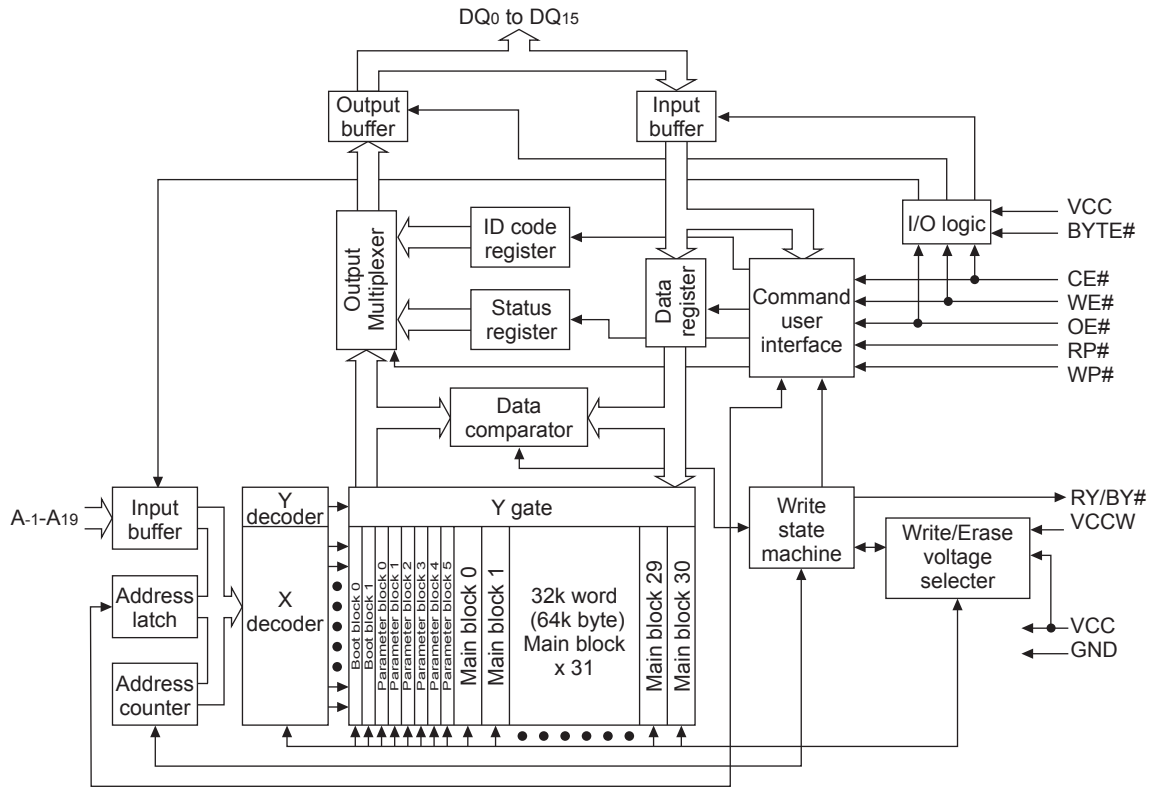 DQ0 to DQ15
Output
buffer
Input
buffer
I/O logic
VCC
BYTE#
Output
Multiplexer
ID code
register
Status
register
Data
register
Command
user
interface
CE#
WE#
OE#
RP#
WP#
Data
comparator
A-1-A19
Input
buffer
Address
latch
Address
counter
Y
decoder
X
decoder
Y gate
Boot block 0
Boot block 1
Parameter block 0
Parameter block 1
Parameter block 2
Parameter block 3
Parameter block 4
Parameter block 5
Main block 0
Main block 1
32k word
(64k byte)
Main block
x 31
Main block 29
Main block 30
Write
state
machine
Write/Erase
voltage
selecter
RY/BY#
VCCW
VCC
GND